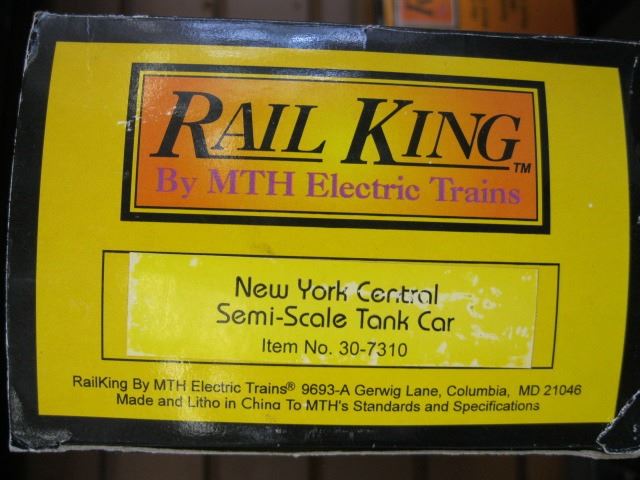 RAIL KING
RAIL KING™
By MTH Electric Trains
New York Central
Semi-Scale Tank Car
Item No. 30-7310
RailKing By MTH Electric Trains® 9693-A Gerwig Lane, Columbia, MD 21046
Made and Litho in China To MTH's Standards and Specifications